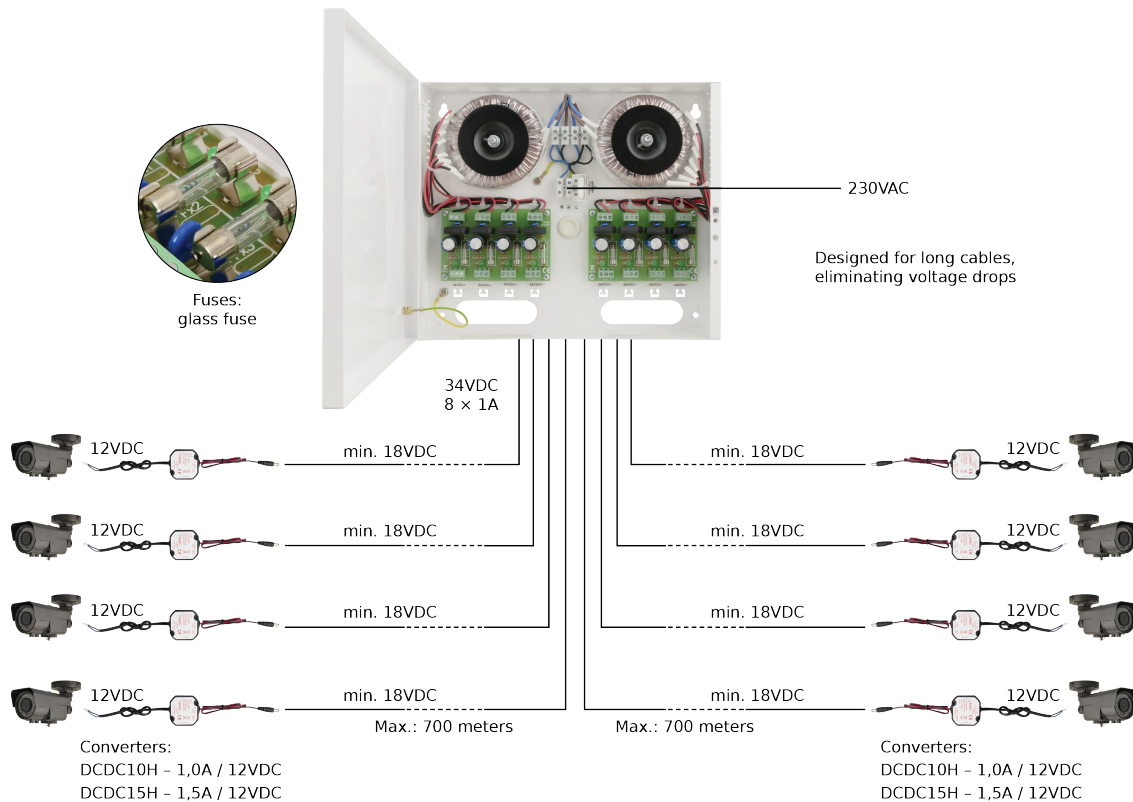 230VAC
Designed for long cables,
eliminating voltage drops
Fuses:
glass fuse
34VDC
8 × 1A
12VDC
min. 18VDC
min. 18VDC
12VDC
12VDC
min. 18VDC
min. 18VDC
12VDC
12VDC
min. 18VDC
min. 18VDC
12VDC
12VDC
min. 18VDC
min. 18VDC
12VDC
Max.: 700 meters
Max.: 700 meters
Converters:
DCDC10H – 1,0A / 12VDC
DCDC15H – 1,5A / 12VDC
Converters:
DCDC10H – 1,0A / 12VDC
DCDC15H – 1,5A / 12VDC